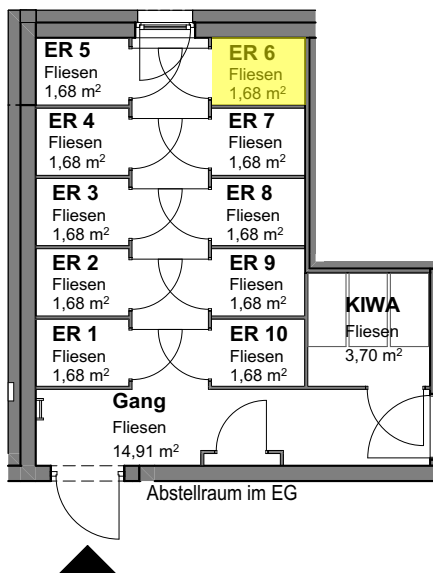 ER 5
Fliesen
1,68 m²
ER 6
Fliesen
1,68 m²
ER 4
Fliesen
1,68 m²
ER 7
Fliesen
1,68 m²
ER 3
Fliesen
1,68 m²
ER 8
Fliesen
1,68 m²
ER 2
Fliesen
1,68 m²
ER 9
Fliesen
1,68 m²
KIWA
Fliesen
3,70 m²
ER 1
Fliesen
1,68 m²
ER 10
Fliesen
1,68 m²
Gang
Fliesen
14,91 m²
Abstellraum im EG